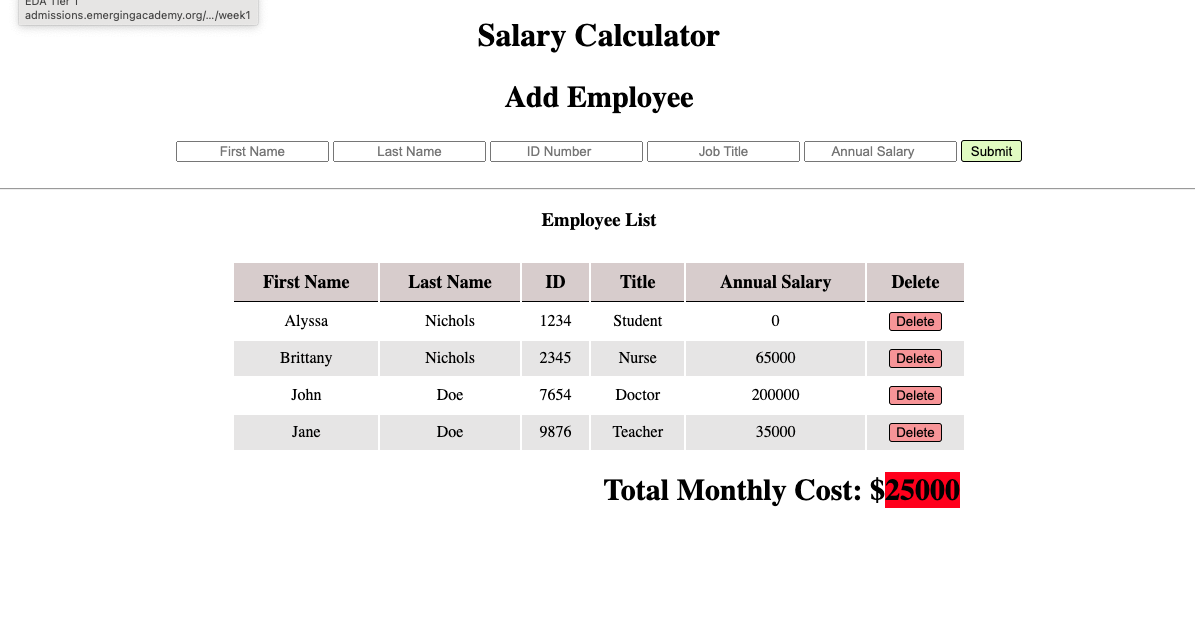 EDA Tier 1
admissions.emergingacademy.org/.../week1
Salary Calculator
Add Employee
First Name Last Name ID Number Job Title Annual Salary Submit
Employee List
First Name Last Name ID Title Annual Salary Delete
Alyssa Nichols 1234 Student 0 Delete
Brittany Nichols 2345 Nurse 65000 Delete
John Doe 7654 Doctor 200000 Delete
Jane Doe 9876 Teacher 35000 Delete
Total Monthly Cost: $25000